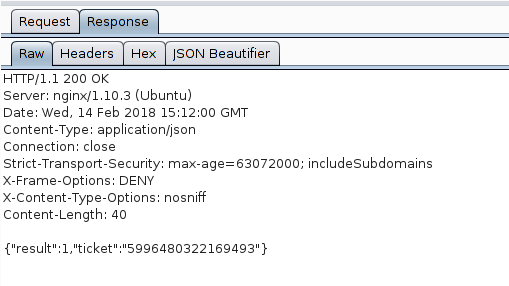 Request Response
Raw Headers Hex JSON Beautifier
HTTP/1.1 200 OK
Server: nginx/1.10.3 (Ubuntu)
Date: Wed, 14 Feb 2018 15:12:00 GMT
Content-Type: application/json
Connection: close
Strict-Transport-Security: max-age=63072000; includeSubdomains
X-Frame-Options: DENY
X-Content-Type-Options: nosniff
Content-Length: 40
{"result":1,"ticket":"5996480322169493"}